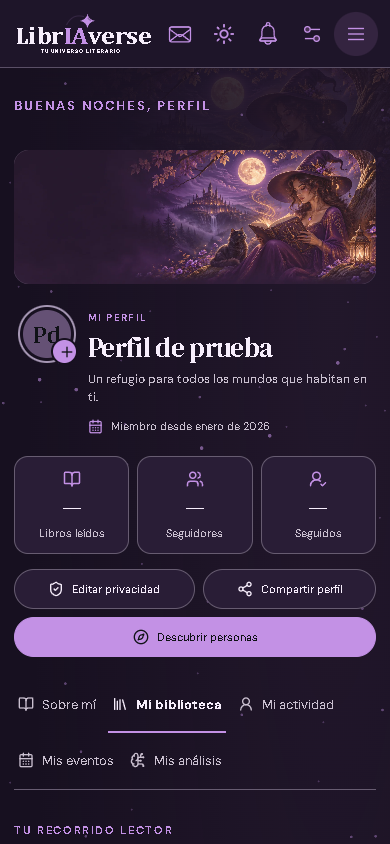 LibrIAverse
TU UNIVERSO LITERARIO
BUENAS NOCHES, PERFIL
Pd
MI PERFIL
Perfil de prueba
Un refugio para todos los mundos que habitan en
ti.
Miembro desde enero de 2026
— — —
Libros leídos Seguidores Seguidos
Editar privacidad Compartir perfil
Descubrir personas
Sobre mí Mi biblioteca Mi actividad
Mis eventos Mis análisis
TU RECORRIDO LECTOR